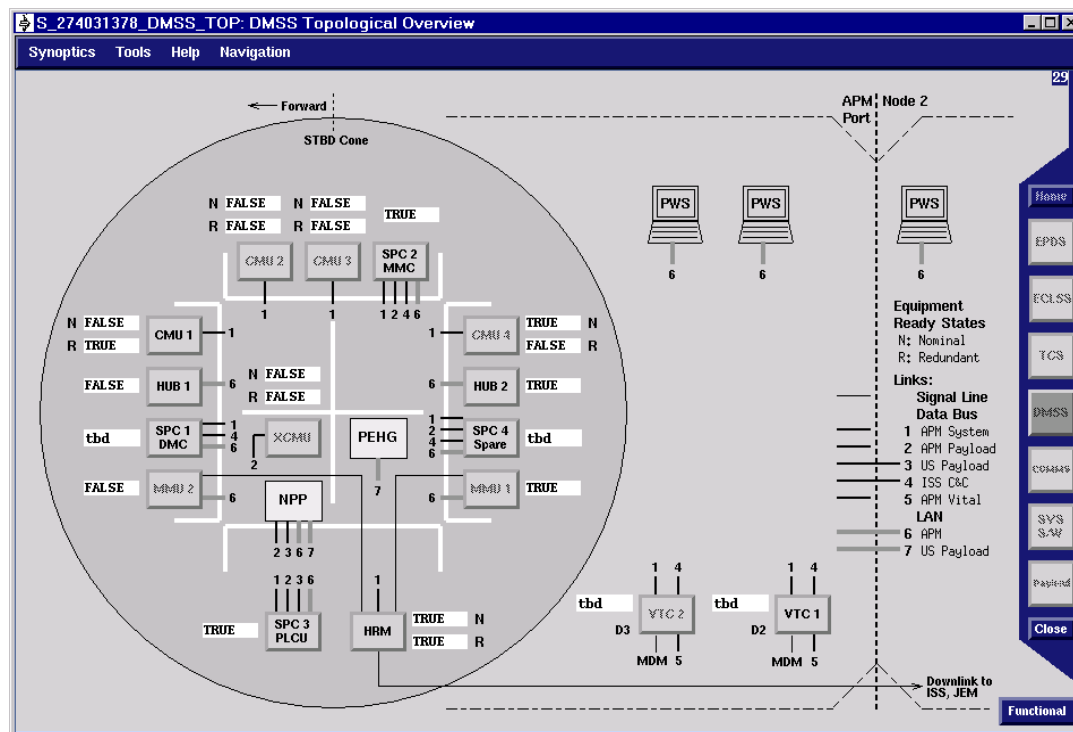 S_274031378_DMSS_TOP: DMSS Topological Overview
Synoptics Tools Help Navigation
29
Forward
STBD Cone
APM Node 2
Port
N FALSE N FALSE
TRUE
R FALSE R FALSE
CMU 2
CMU 3
SPC 2
MMC
1
1
1 2 4 6
PWS
PWS
PWS
6
6
6
N FALSE
R TRUE
CMU 1
1
1
CMU 4
TRUE N
FALSE R
FALSE
HUB 1
6
N FALSE
R FALSE
6
HUB 2
TRUE
tbd
SPC 1
DMC
1
4
6
XCMU
2
PEHG
7
1
2
4
6
SPC 4
Spare
tbd
FALSE
MMU 2
6
NPP
2 3 6 7
6
MMU 1
TRUE
Equipment
Ready States
N: Nominal
R: Redundant
Links:
Signal Line
Data Bus
1 APM System
2 APM Payload
3 US Payload
4 ISS C&C
5 APM Vital
LAN
6 APM
7 US Payload
1 2 3 6
TRUE
SPC 3
PLCU
1
HRM
TRUE N
TRUE R
1 4
tbd
VTC 2
D3
MDM 5
1 4
tbd
VTC 1
D2
MDM 5
Downlink to
ISS, JEM
Home
EPDS
ECLSS
TCS
DMSS
COMMS
SYS
S/W
Payload
Close
Functional